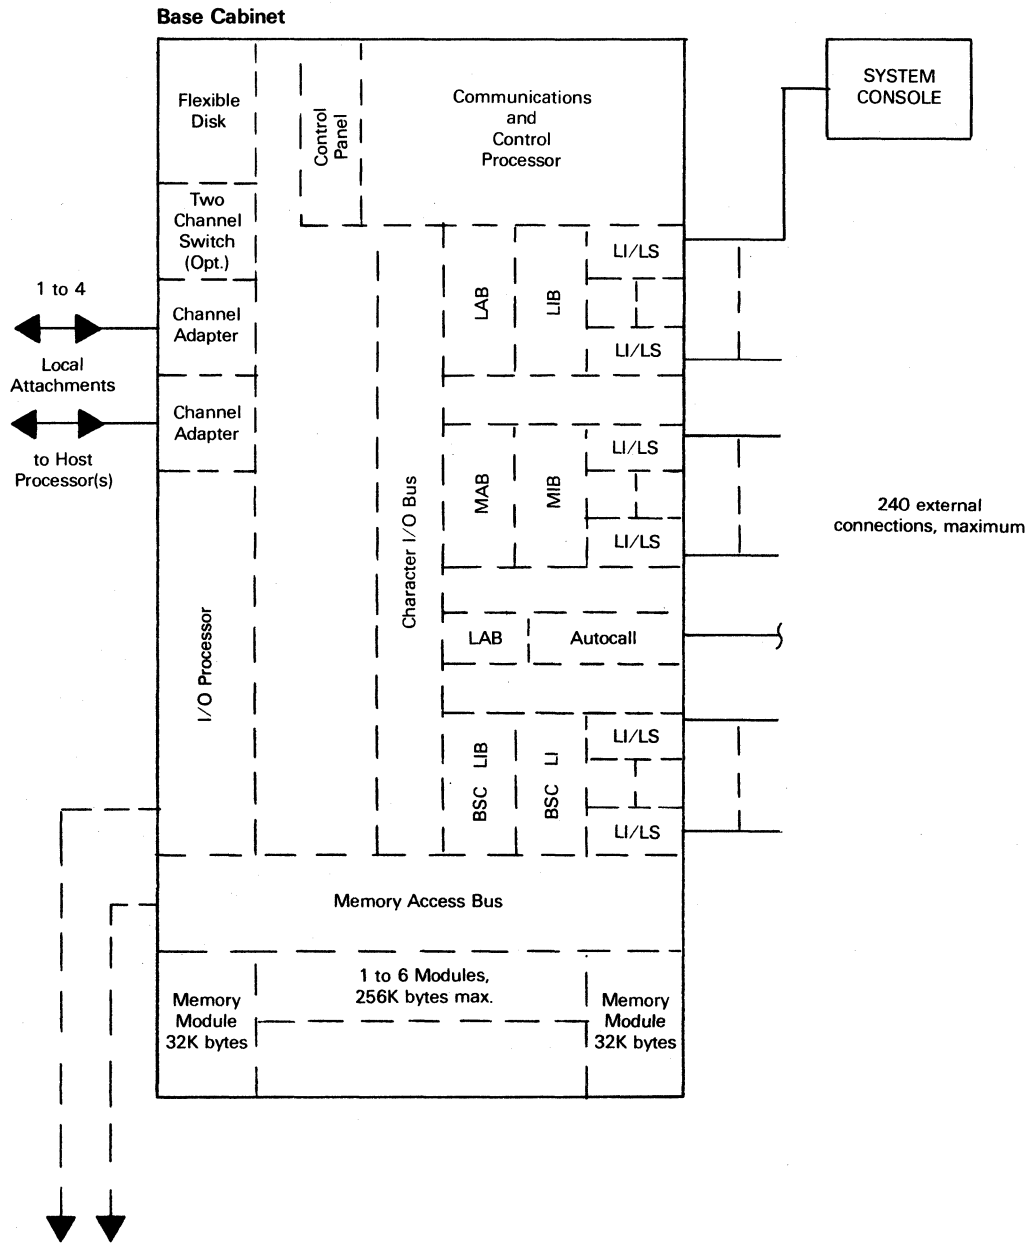 Base Cabinet
Flexible
Disk
Control
Panel
Communications
and
Control
Processor
SYSTEM
CONSOLE
Two
Channel
Switch
(Opt.)
1 to 4
Channel
Adapter
Local
Attachments
Channel
Adapter
to Host
Processor(s)
I/O Processor
Character I/O Bus
LAB
LIB
LI/LS
LI/LS
MAB
MIB
LI/LS
LI/LS
240 external
connections, maximum
LAB
Autocall
BSC LIB
BSC LI
LI/LS
LI/LS
Memory Access Bus
Memory
Module
32K bytes
1 to 6 Modules,
256K bytes max.
Memory
Module
32K bytes